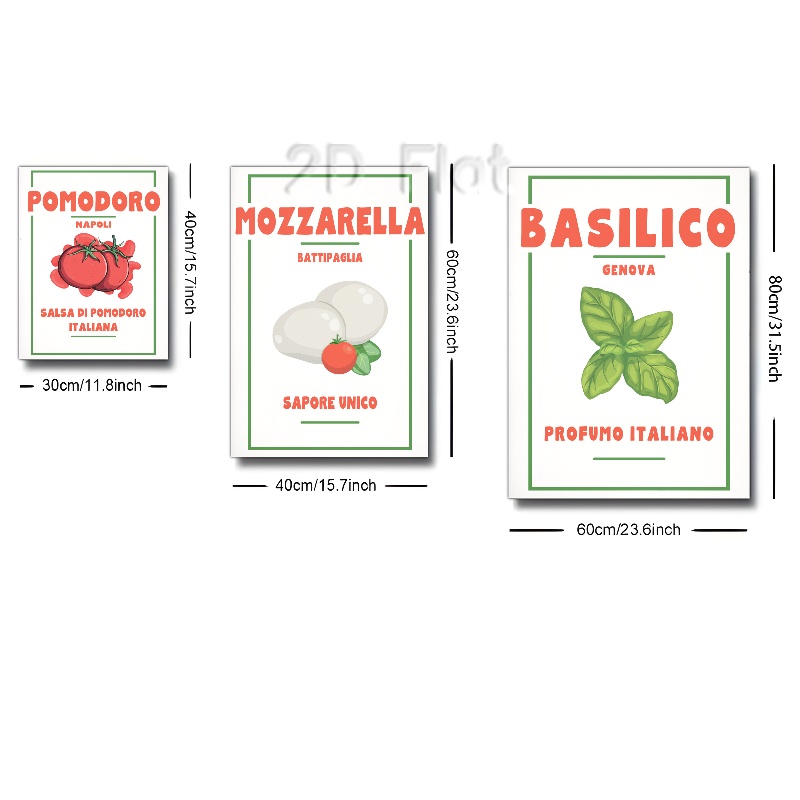 2D Flat
POMODORO
NAPOLI
SALSA DI POMODORO
ITALIANA
40cm/15.7inch
30cm/11.8inch
MOZZARELLA
BATTIPAGLIA
SAPORE UNICO
60cm/23.6inch
40cm/15.7inch
BASILICO
GENOVA
PROFUMO ITALIANO
80cm/31.5inch
60cm/23.6inch